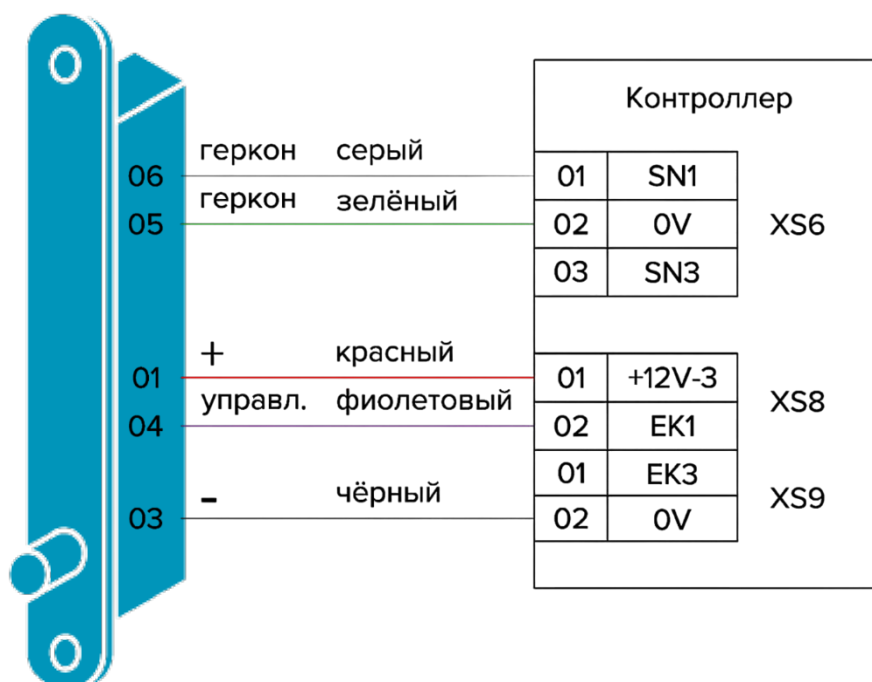 Контроллер
геркон серый
06 01 SN1
геркон зелёный
05 02 0V XS6
03 SN3
+ красный
01 01 +12V-3
управл. фиолетовый XS8
04 02 EK1
01 EK3
- чёрный XS9
03 02 0V